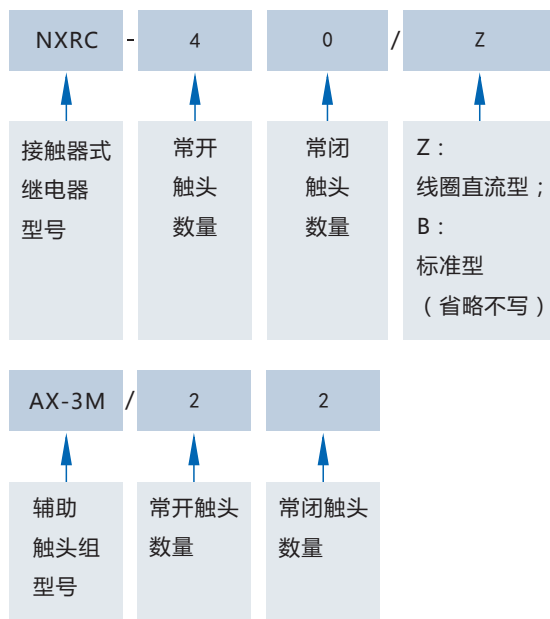 NXRC - 4 0 / Z
接触器式
继电器
型号
常开
触头
数量
常闭
触头
数量
Z：
线圈直流型；
B：
标准型
（省略不写）
AX-3M / 2 2
辅助
触头组
型号
常开触头
数量
常闭触头
数量